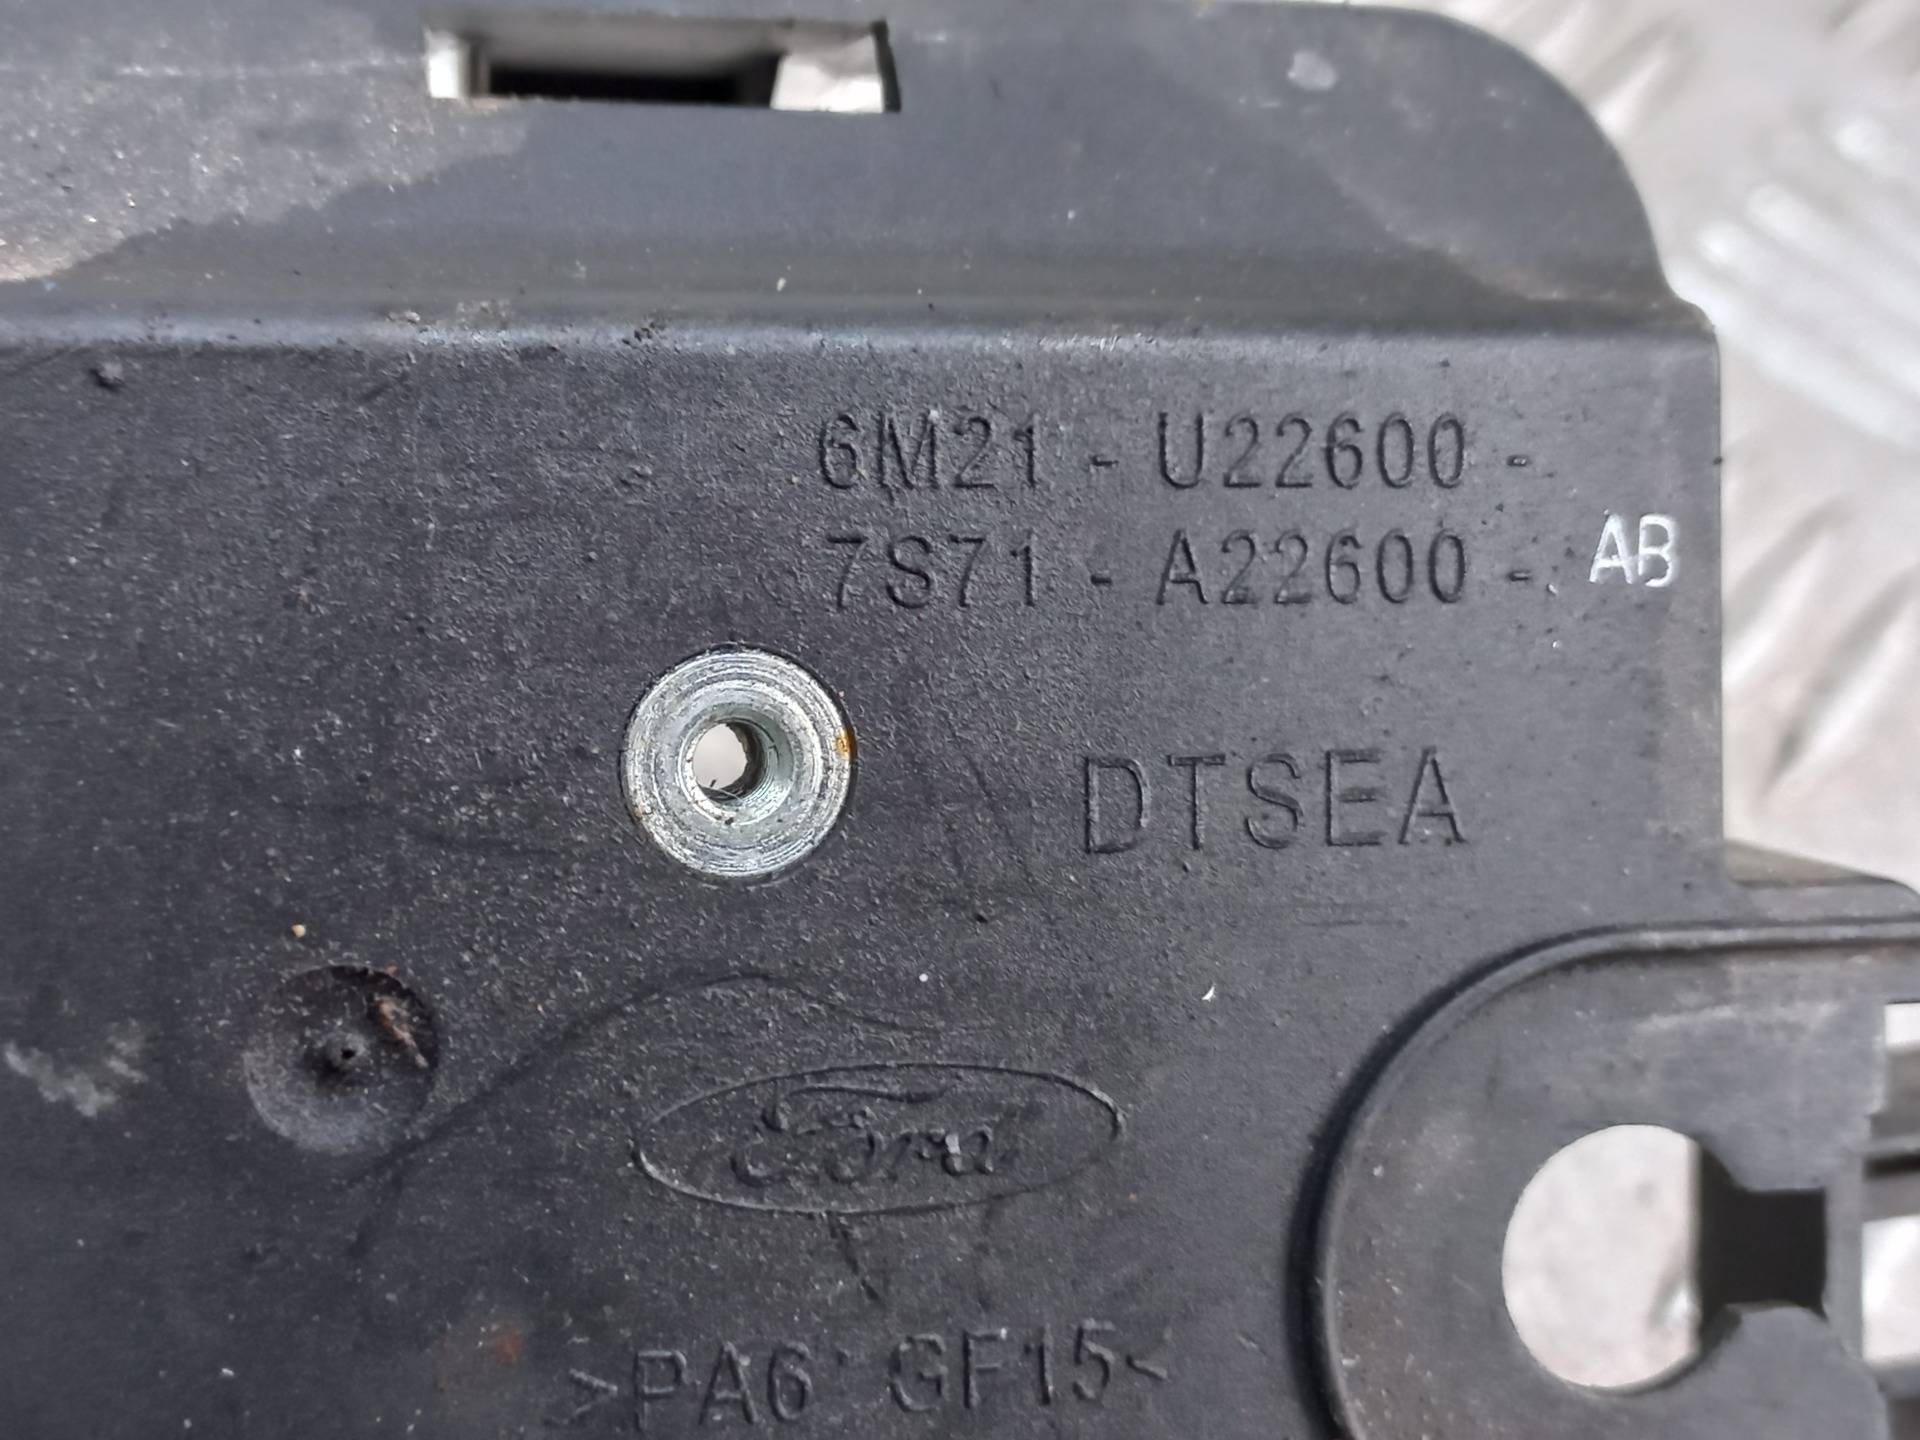 6M21 - U22600 -
7S71 - A22600 - AB
DTSEA
Ford
>PA6 GF15<